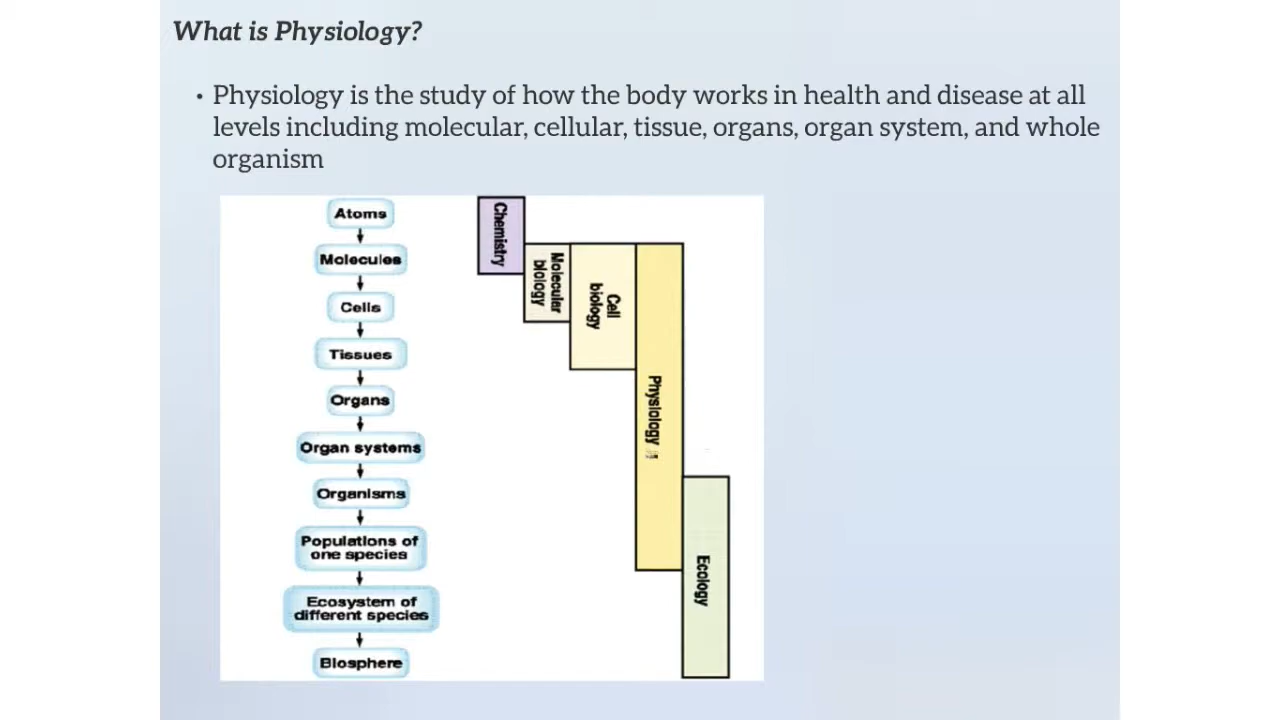 What is Physiology?
• Physiology is the study of how the body works in health and disease at all
levels including molecular, cellular, tissue, organs, organ system, and whole
organism
Atoms
Molecules
Cells
Tissues
Organs
Organ systems
Organisms
Populations of
one species
Ecosystem of
different species
Biosphere
Chemistry
Molecular
biology
Cell
biology
Physiology
Ecology